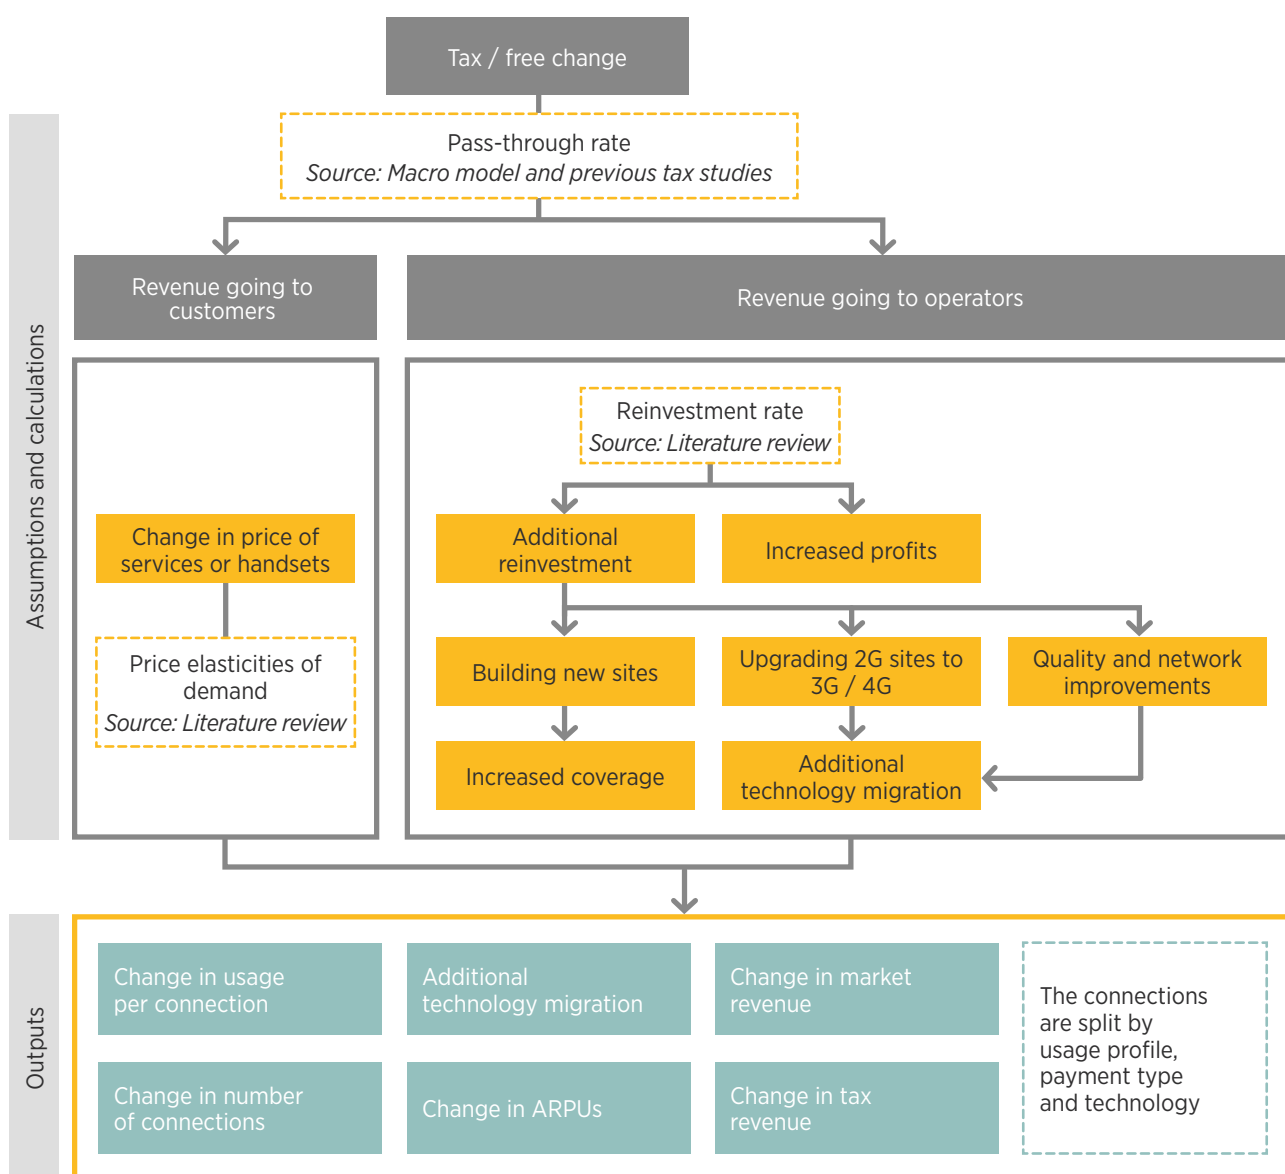 Tax / free change
Pass-through rate
Source: Macro model and previous tax studies
Assumptions and calculations
Revenue going to
customers
Revenue going to operators
Reinvestment rate
Source: Literature review
Change in price of
services or handsets
Additional
reinvestment
Increased profits
Price elasticities of
demand
Source: Literature review
Building new sites
Upgrading 2G sites to
3G / 4G
Quality and network
improvements
Increased coverage
Additional
technology migration
Outputs
Change in usage
per connection
Additional
technology migration
Change in market
revenue
Change in number
of connections
Change in ARPUs
Change in tax
revenue
The connections
are split by
usage profile,
payment type
and technology